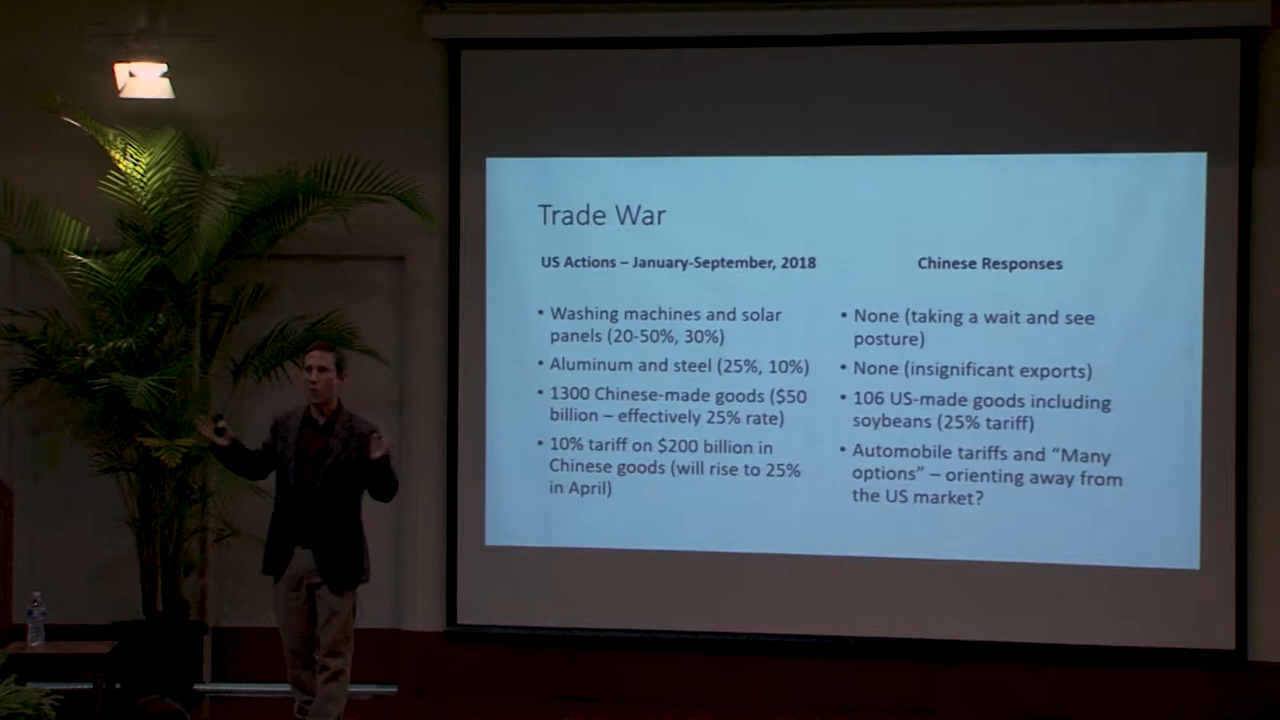 Trade War
US Actions – January-September, 2018
• Washing machines and solar
panels (20-50%, 30%)
• Aluminum and steel (25%, 10%)
• 1300 Chinese-made goods ($50
billion – effectively 25% rate)
• 10% tariff on $200 billion in
Chinese goods (will rise to 25%
in April)
Chinese Responses
• None (taking a wait and see
posture)
• None (insignificant exports)
• 106 US-made goods including
soybeans (25% tariff)
• Automobile tariffs and “Many
options” – orienting away from
the US market?